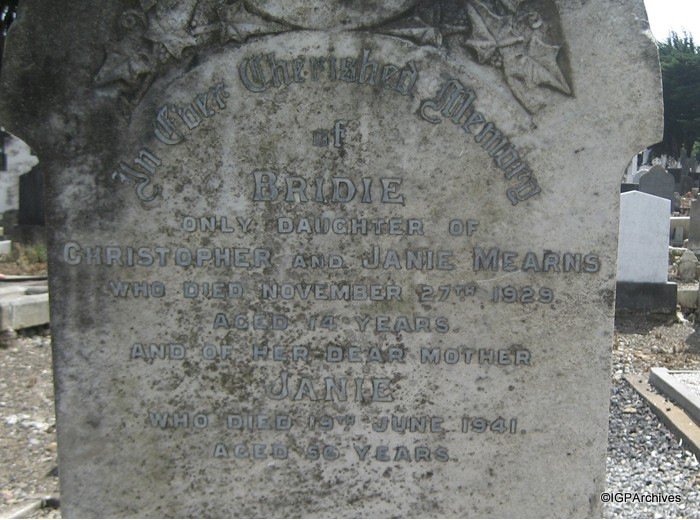 In Ever Cherished Memory
of
BRIDIE
ONLY DAUGHTER OF
CHRISTOPHER AND JANIE MEARNS
WHO DIED NOVEMBER 27TH 1929
AGED 14 YEARS.
AND OF HER DEAR MOTHER
JANIE
WHO DIED 19TH JUNE 1941.
AGED 56 YEARS.
©IGPArchives